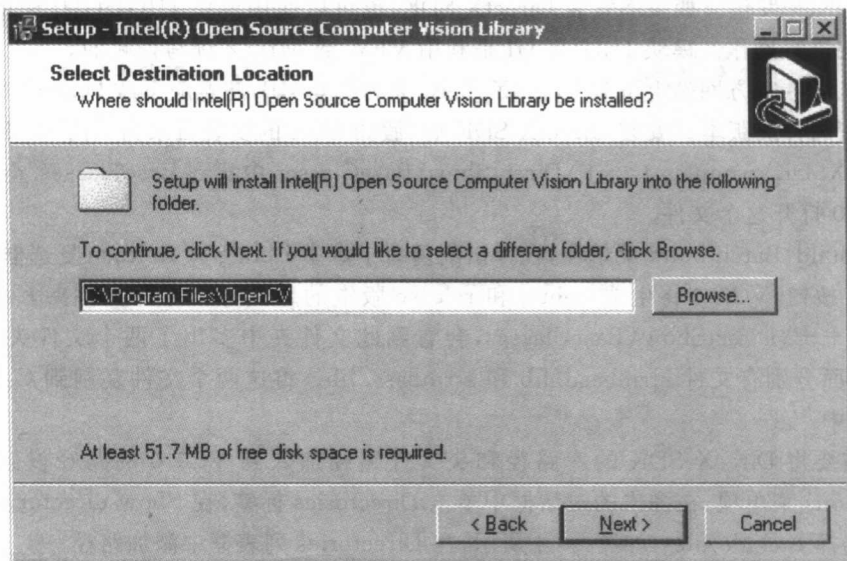 Setup - Intel(R) Open Source Computer Vision Library
Select Destination Location
Where should Intel(R) Open Source Computer Vision Library be installed?
Setup will install Intel(R) Open Source Computer Vision Library into the following
folder.
To continue, click Next. If you would like to select a different folder, click Browse.
C:\Program Files\OpenCV
Browse...
At least 51.7 MB of free disk space is required.
< Back
Next >
Cancel